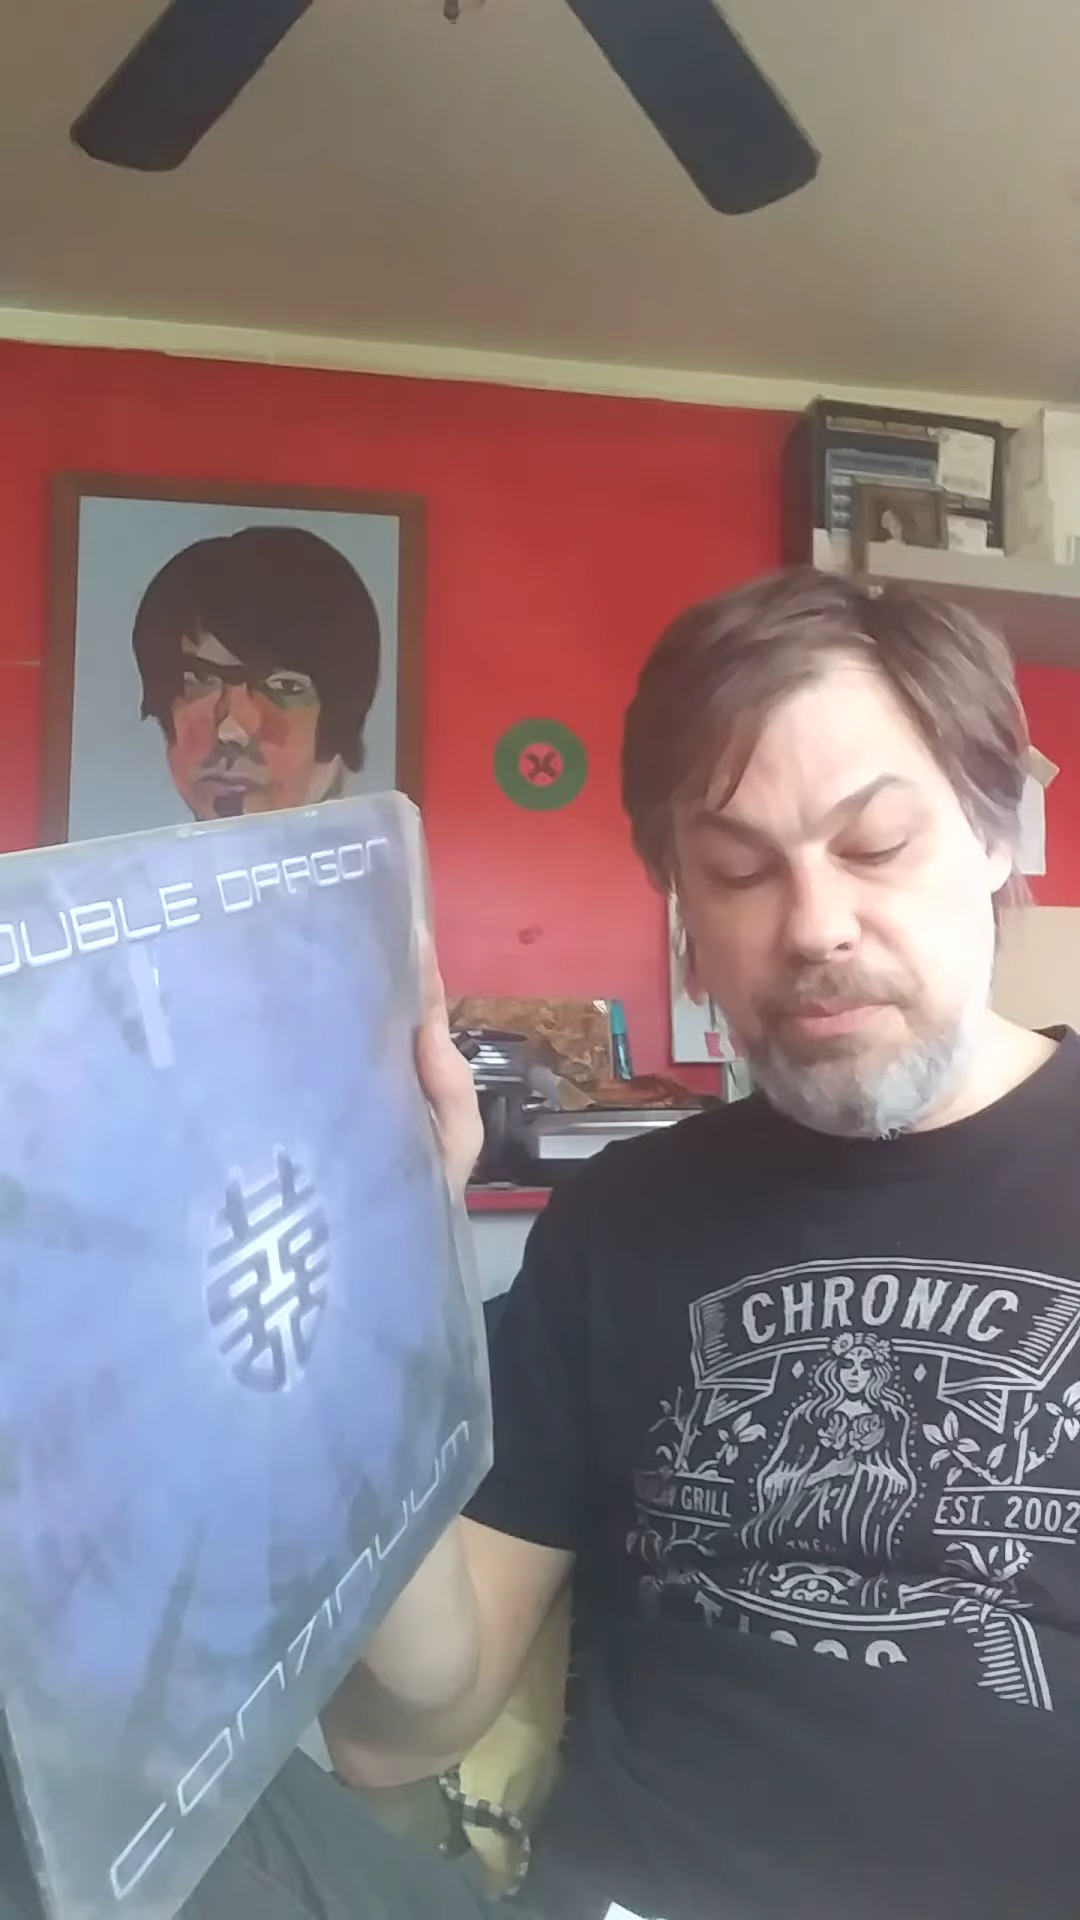 OUBLE DRAGON
CONTINUUM
CHRONIC
GRILL
EST. 2002